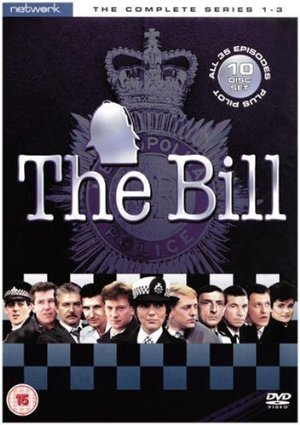 network
THE COMPLETE SERIES 1-3
ALL 35 EPISODES PLUS PILOT
10
DISC
SET
METROPOLITAN
The Bill
POLICE
15
DVD
VIDEO